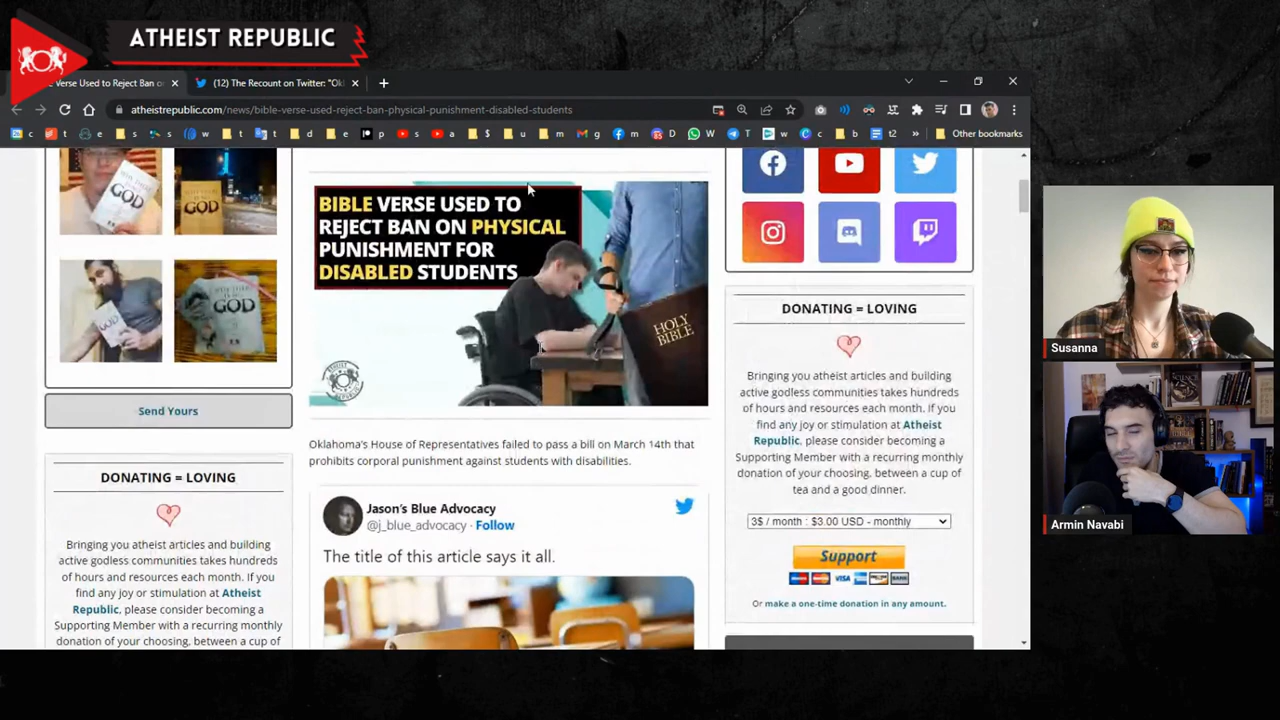 ATHEIST REPUBLIC
Verse Used to Reject Ban o
(12) The Recount on Twitter: "Okl
atheistrepublic.com/news/bible-verse-used-reject-ban-physical-punishment-disabled-students
c t e s s w t t d e p s a $ u m g m D W T w c b t2 » Other bookmarks
GOD
GOD
GOD
GOD
Send Yours
DONATING = LOVING
Bringing you atheist articles and building
active godless communities takes hundreds
of hours and resources each month. If
you find any joy or stimulation at Atheist
Republic, please consider becoming a
Supporting Member with a recurring monthly
donation of your choosing, between a cup of
BIBLE VERSE USED TO
REJECT BAN ON PHYSICAL
PUNISHMENT FOR
DISABLED STUDENTS
HOLY
BIBLE
Oklahoma's House of Representatives failed to pass a bill on March 14th that
prohibits corporal punishment against students with disabilities.
Jason's Blue Advocacy
@j_blue_advocacy · Follow
The title of this article says it all.
DONATING = LOVING
Bringing you atheist articles and building
active godless communities takes hundreds
of hours and resources each month. If you
find any joy or stimulation at Atheist
Republic, please consider becoming a
Supporting Member with a recurring monthly
donation of your choosing, between a cup of
tea and a good dinner.
3$ / month : $3.00 USD - monthly
Support
VISA
Or make a one-time donation in any amount.
Susanna
Armin Navabi